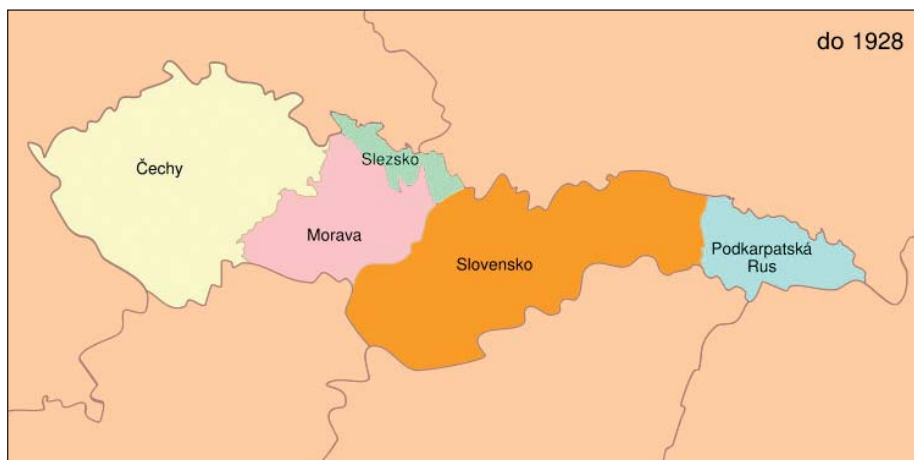 do 1928
Čechy
Slezsko
Morava
Slovensko
Podkarpatská
Rus